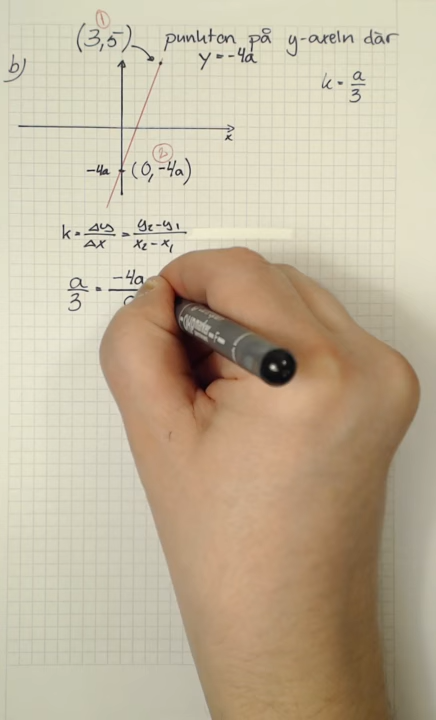 ①
(3,5) punkten på y-axeln där
y = -4a
b)
k = a/3
x
②
-4a (0, -4a)
k = Δy/Δx = y₂-y₁/x₂-x₁
a/3 = -4a